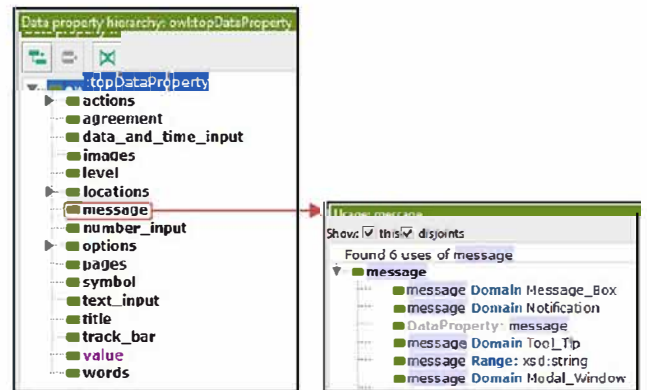 Data property hierarchy: owl:topDataProperty
:topDataProperty
actions
agreement
data_and_time_input
images
level
locations
message
number_input
options
pages
symbol
text_input
title
track_bar
value
words
Usage: message
Show: this disjoints
Found 6 uses of message
message
message Domain Message_Box
message Domain Notification
DataProperty: message
message Domain Tool_Tip
message Range: xsd:string
message Domain Modal_Window